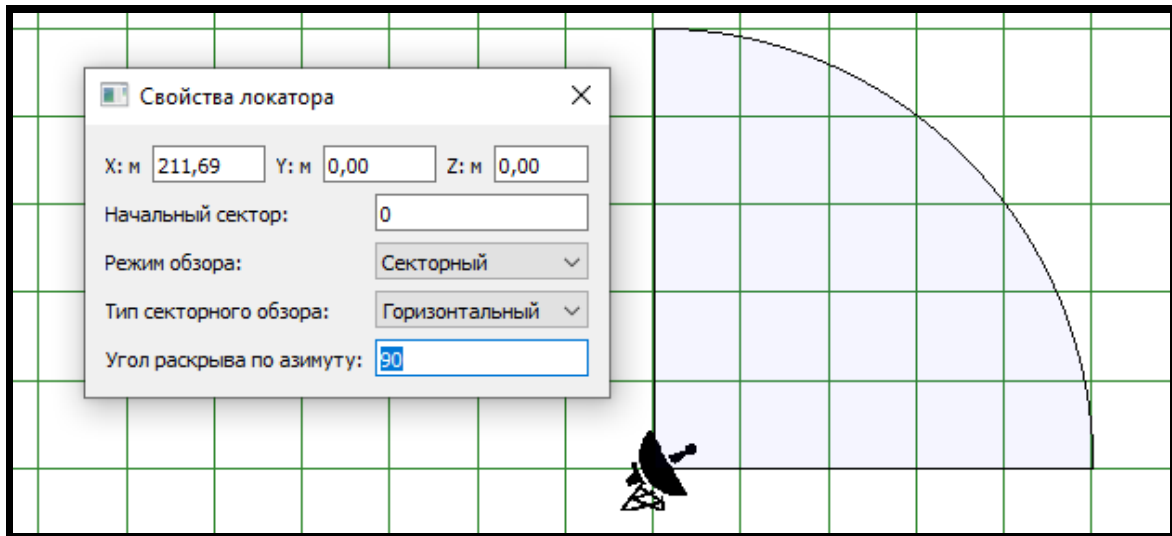 Свойства локатора
X: м 211,69 Y: м 0,00 Z: м 0,00
Начальный сектор: 0
Режим обзора: Секторный
Тип секторного обзора: Горизонтальный
Угол раскрыва по азимуту: 90